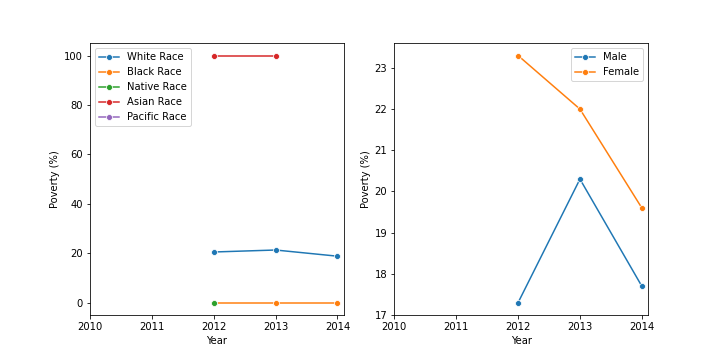 100
80
60
40
20
0
Poverty (%)
2010 2011 2012 2013 2014
Year
White Race
Black Race
Native Race
Asian Race
Pacific Race
23
22
21
20
19
18
17
Poverty (%)
2010 2011 2012 2013 2014
Year
Male
Female